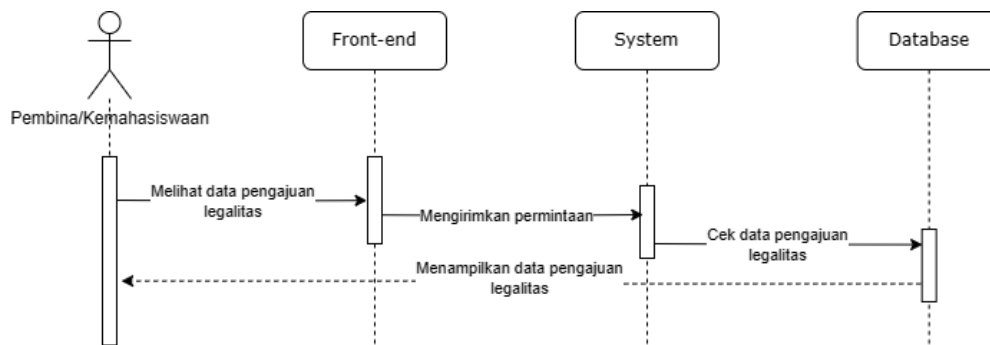 Front-end
System
Database
Pembina/Kemahasiswaan
Melihat data pengajuan
legalitas
Mengirimkan permintaan
Cek data pengajuan
legalitas
Menampilkan data pengajuan
legalitas